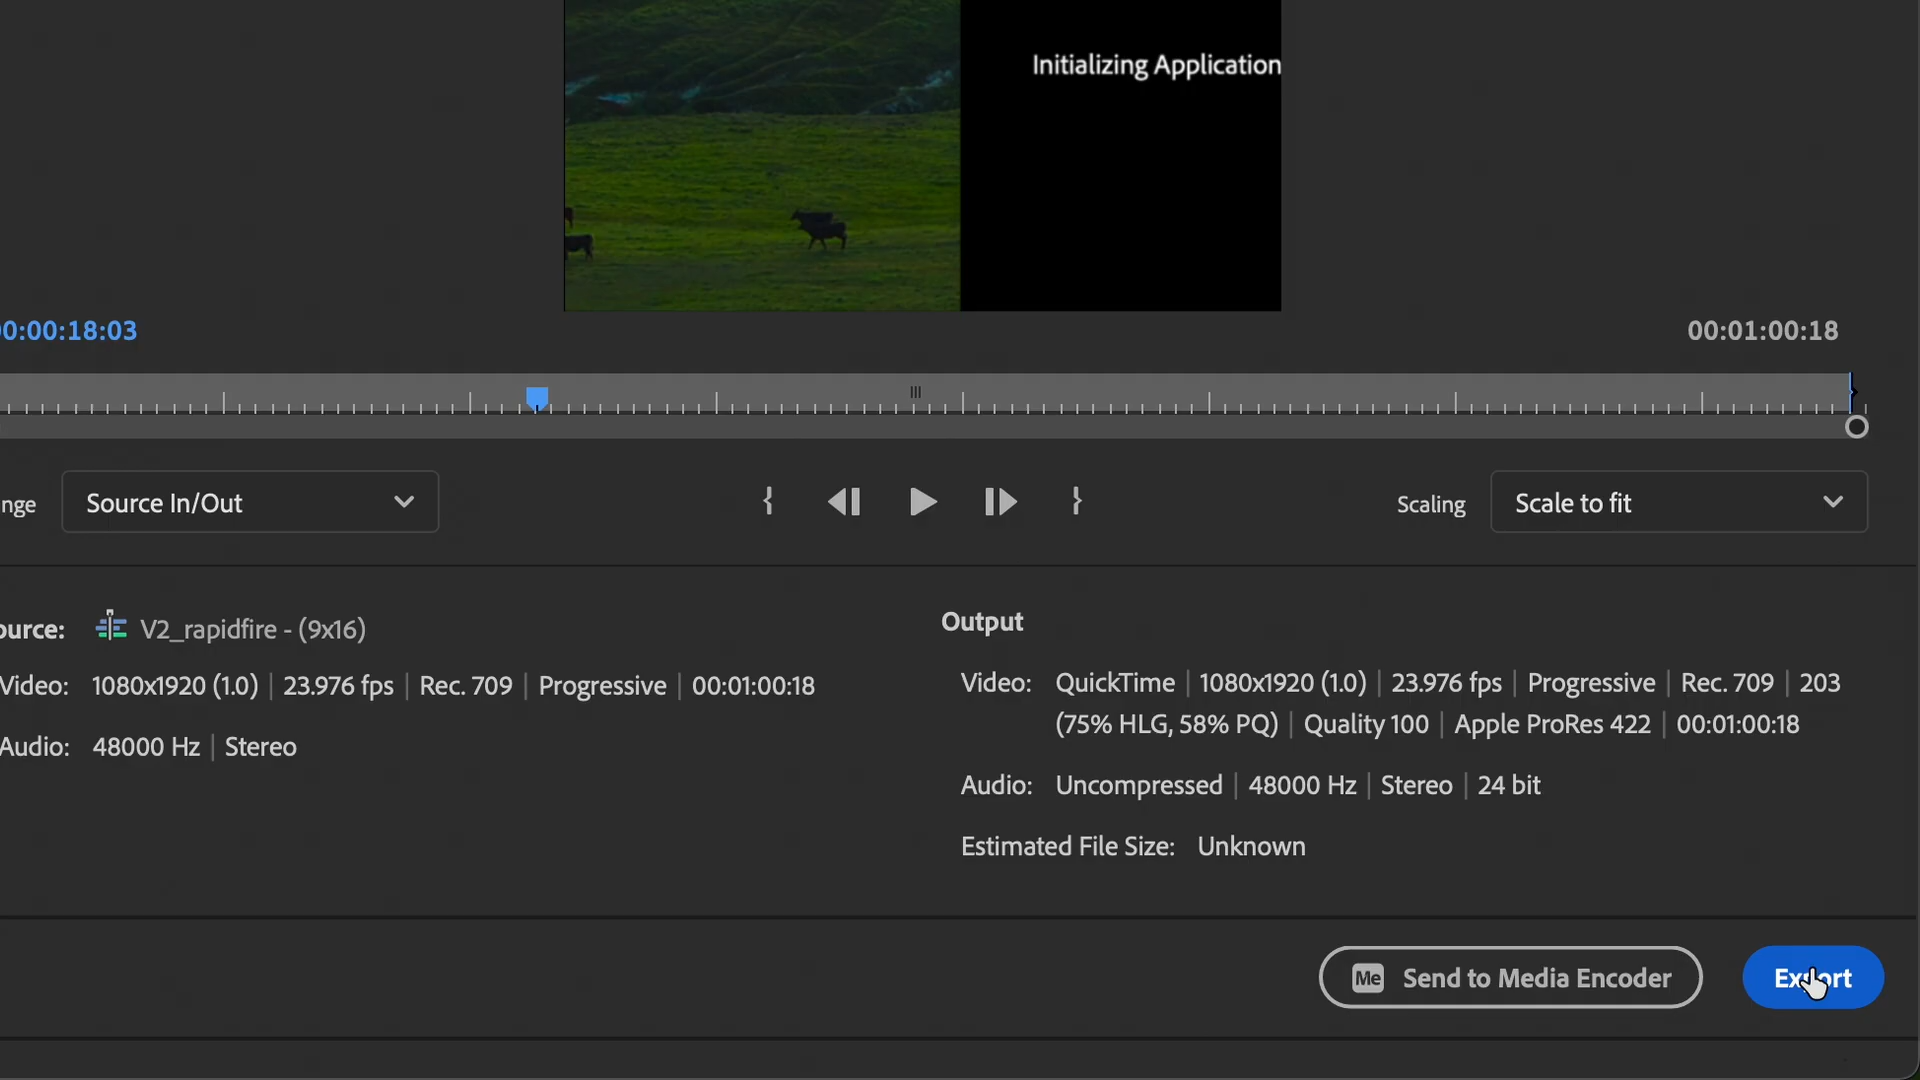 Initializing Application
0:00:18:03
00:01:00:18
nge
Source In/Out
Scaling
Scale to fit
ource:
V2_rapidfire - (9x16)
Video: 1080x1920 (1.0) | 23.976 fps | Rec. 709 | Progressive | 00:01:00:18
Audio: 48000 Hz | Stereo
Output
Video: QuickTime | 1080x1920 (1.0) | 23.976 fps | Progressive | Rec. 709 | 203
(75% HLG, 58% PQ) | Quality 100 | Apple ProRes 422 | 00:01:00:18
Audio: Uncompressed | 48000 Hz | Stereo | 24 bit
Estimated File Size: Unknown
Me Send to Media Encoder
Export